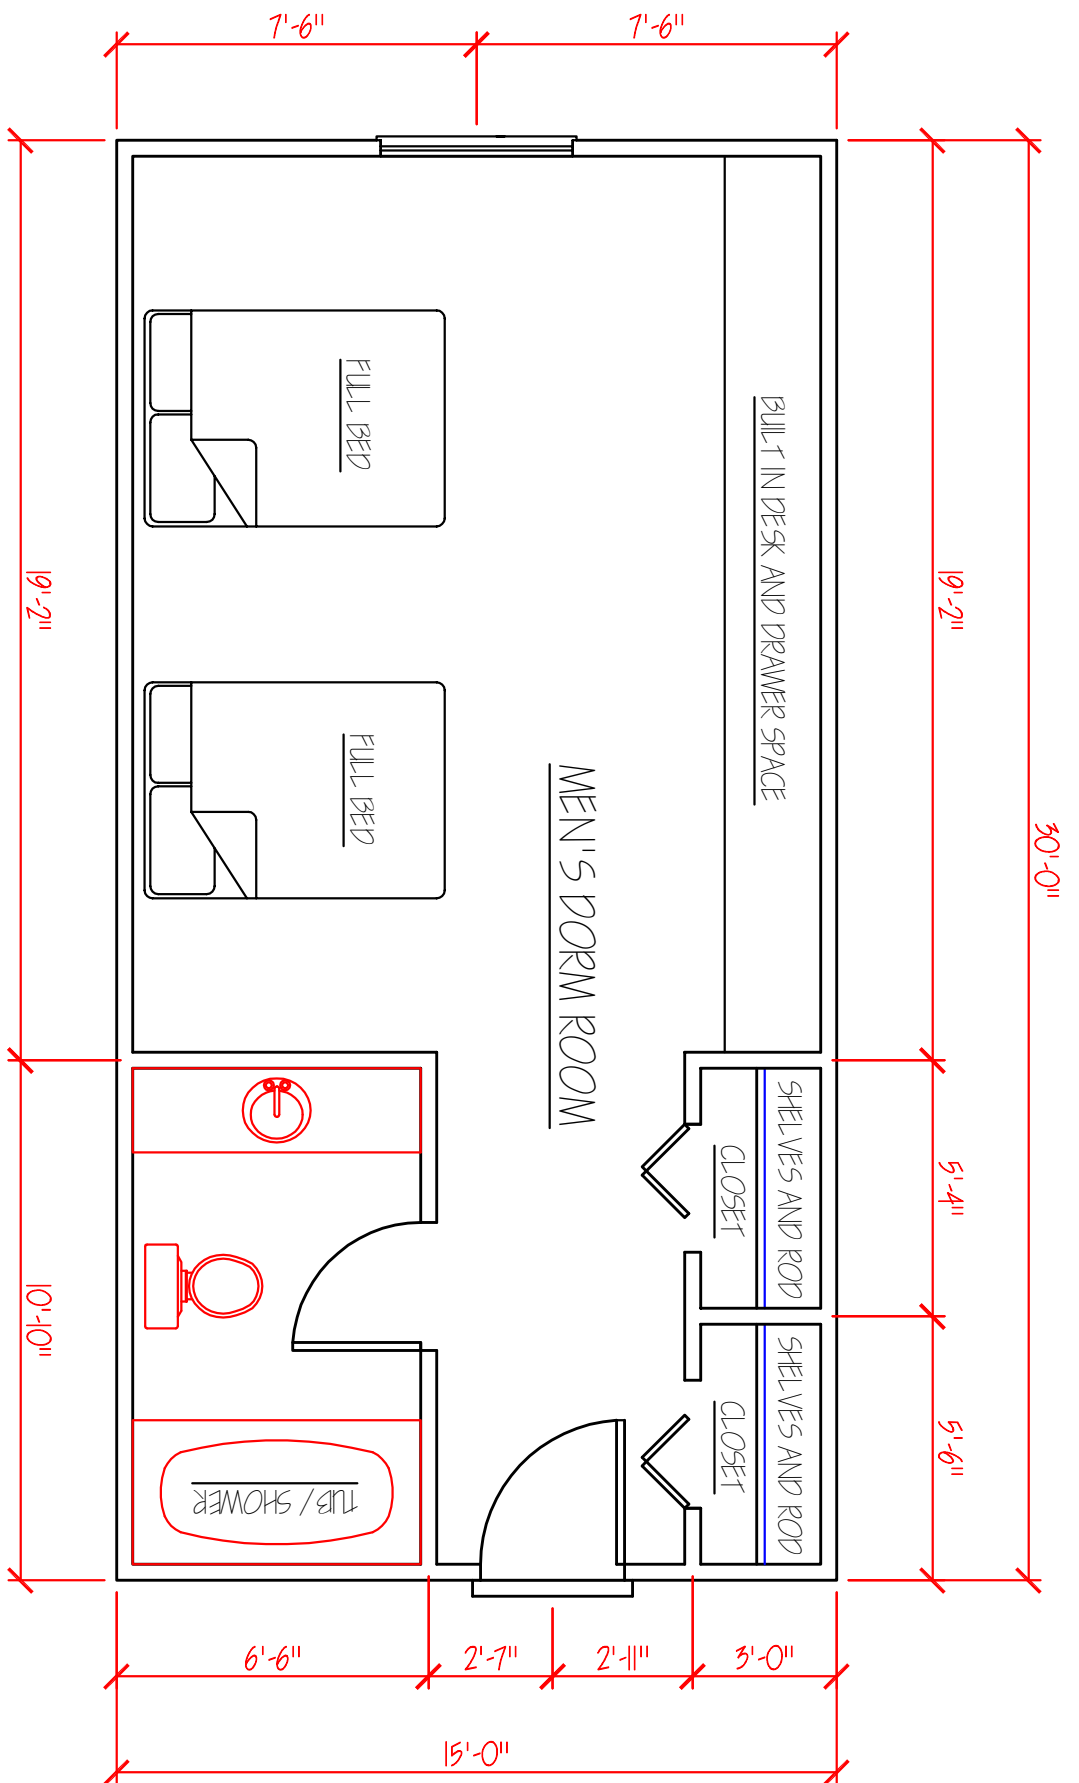 7'-6"
7'-6"
FULL BED
BUILT IN DESK AND DRAWER SPACE
19'-2"
19'-2"
FULL BED
MEN'S DORM ROOM
30'-0"
SHELVES AND ROD
CLOSET
5'-4"
10'-10"
SHELVES AND ROD
CLOSET
5'-6"
TUB / SHOWER
6'-6"
2'-7"
2'-11"
3'-0"
15'-0"